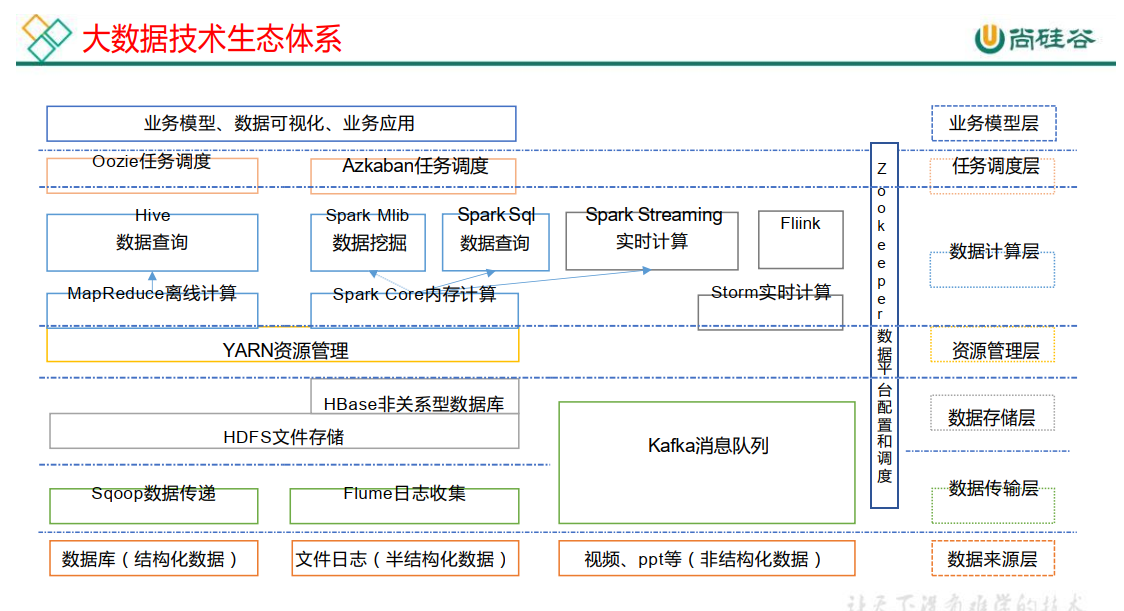 大数据技术生态体系
尚硅谷
业务模型、数据可视化、业务应用
业务模型层
Oozie任务调度
Azkaban任务调度
任务调度层
Hive
数据查询
Spark Mlib
数据挖掘
Spark Sql
数据查询
Spark Streaming
实时计算
Fliink
数据计算层
MapReduce离线计算
Spark Core内存计算
Storm实时计算
YARN资源管理
资源管理层
HBase非关系型数据库
HDFS文件存储
Kafka消息队列
数据存储层
Zookeeper数据平台配置和调度
Sqoop数据传递
Flume日志收集
数据传输层
数据库（结构化数据）
文件日志（半结构化数据）
视频、ppt等（非结构化数据）
数据来源层
让天下没有难学的技术